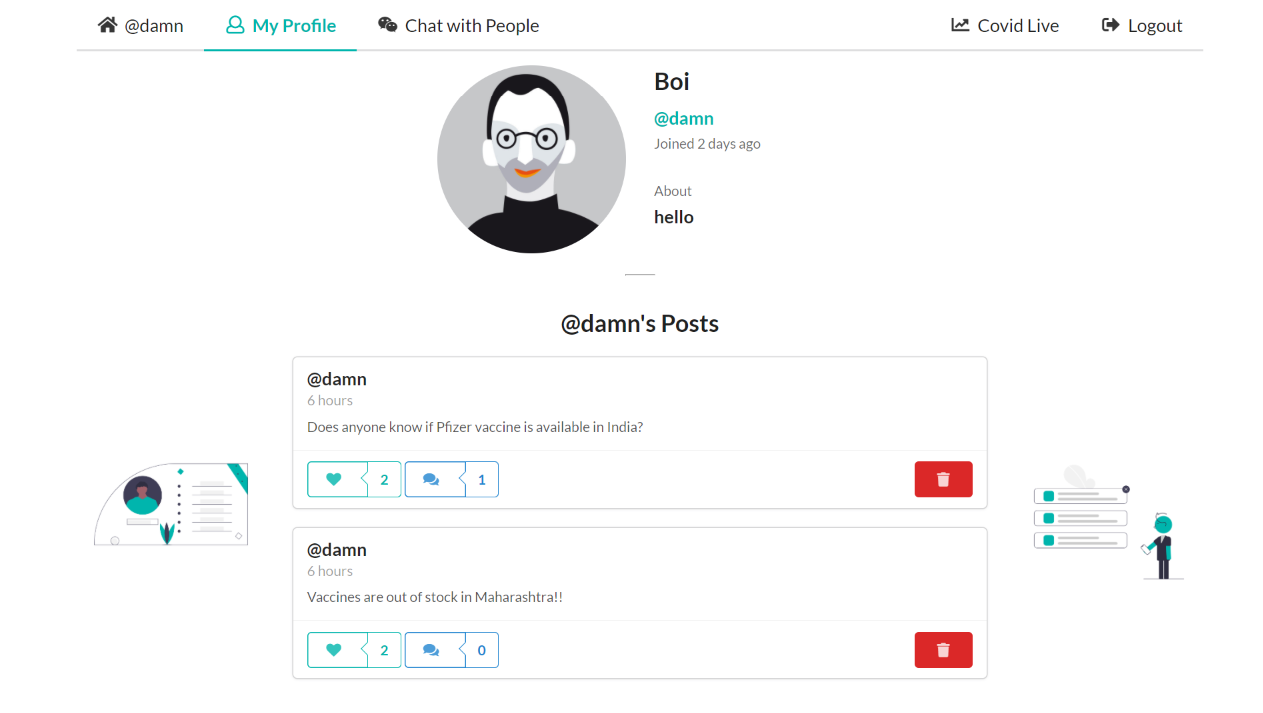 @damn My Profile Chat with People Covid Live Logout
Boi
@damn
Joined 2 days ago
About
hello
@damn's Posts
@damn
6 hours
Does anyone know if Pfizer vaccine is available in India?
2 1
@damn
6 hours
Vaccines are out of stock in Maharashtra!!
2 0